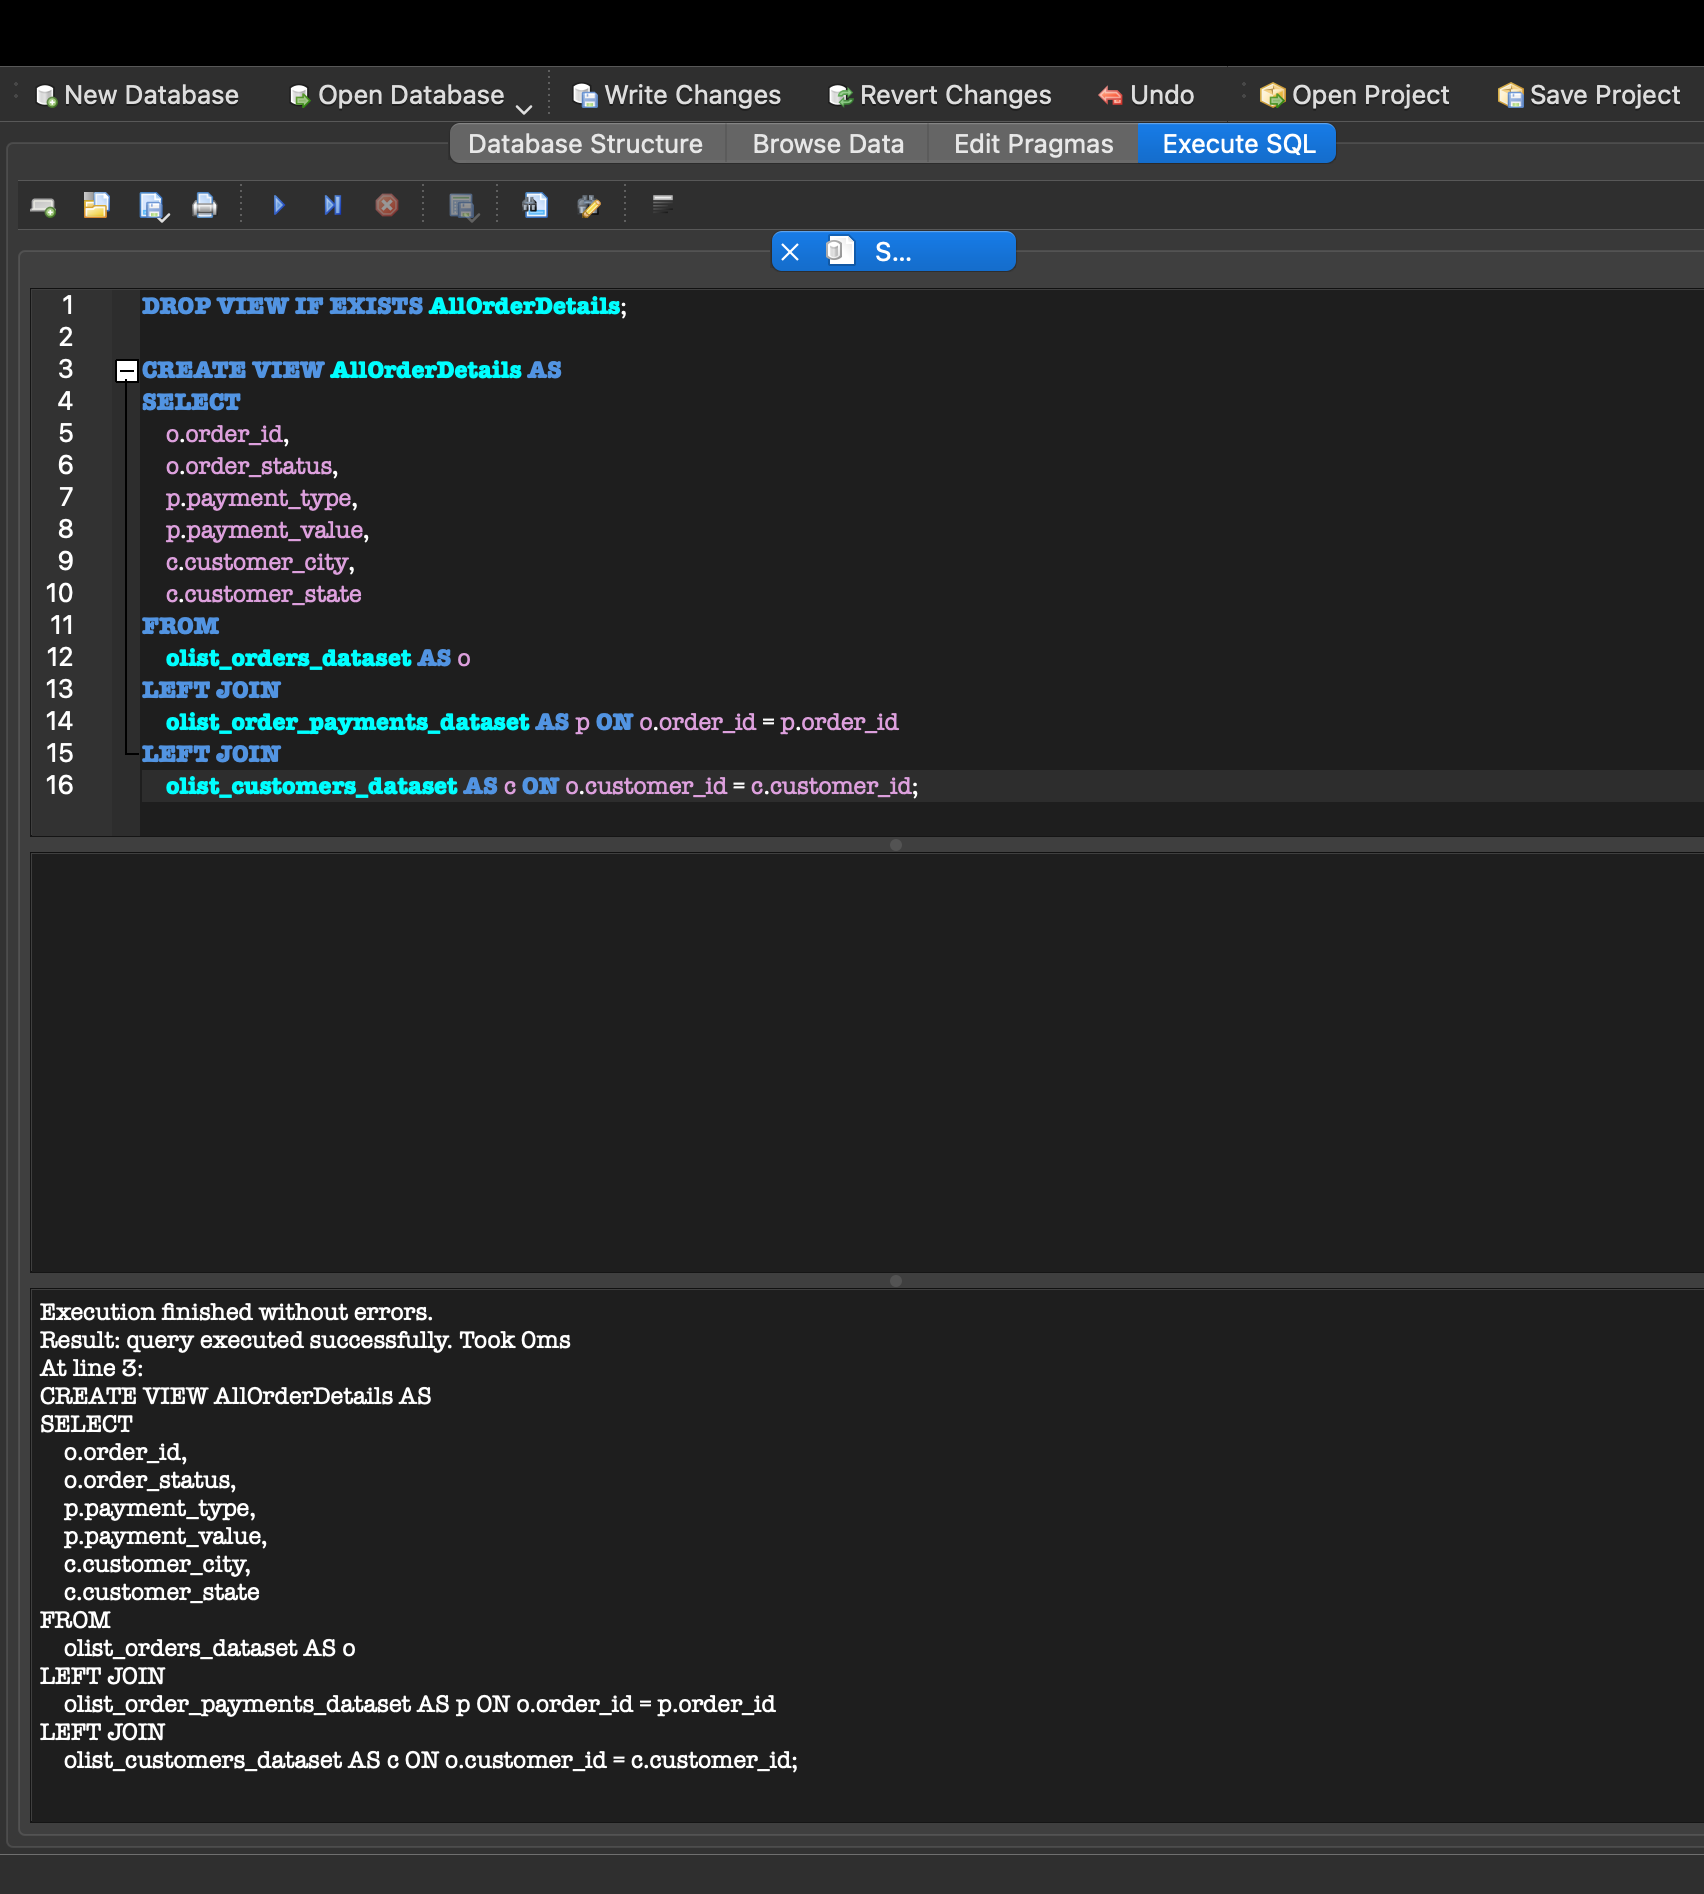 New Database Open Database Write Changes Revert Changes Undo Open Project Save Project
Database Structure Browse Data Edit Pragmas Execute SQL
S...
1 DROP VIEW IF EXISTS AllOrderDetails;
2
3 CREATE VIEW AllOrderDetails AS
4 SELECT
5 o.order_id,
6 o.order_status,
7 p.payment_type,
8 p.payment_value,
9 c.customer_city,
10 c.customer_state
11 FROM
12 olist_orders_dataset AS o
13 LEFT JOIN
14 olist_order_payments_dataset AS p ON o.order_id = p.order_id
15 LEFT JOIN
16 olist_customers_dataset AS c ON o.customer_id = c.customer_id;
Execution finished without errors.
Result: query executed successfully. Took 0ms
At line 3:
CREATE VIEW AllOrderDetails AS
SELECT
o.order_id,
o.order_status,
p.payment_type,
p.payment_value,
c.customer_city,
c.customer_state
FROM
olist_orders_dataset AS o
LEFT JOIN
olist_order_payments_dataset AS p ON o.order_id = p.order_id
LEFT JOIN
olist_customers_dataset AS c ON o.customer_id = c.customer_id;